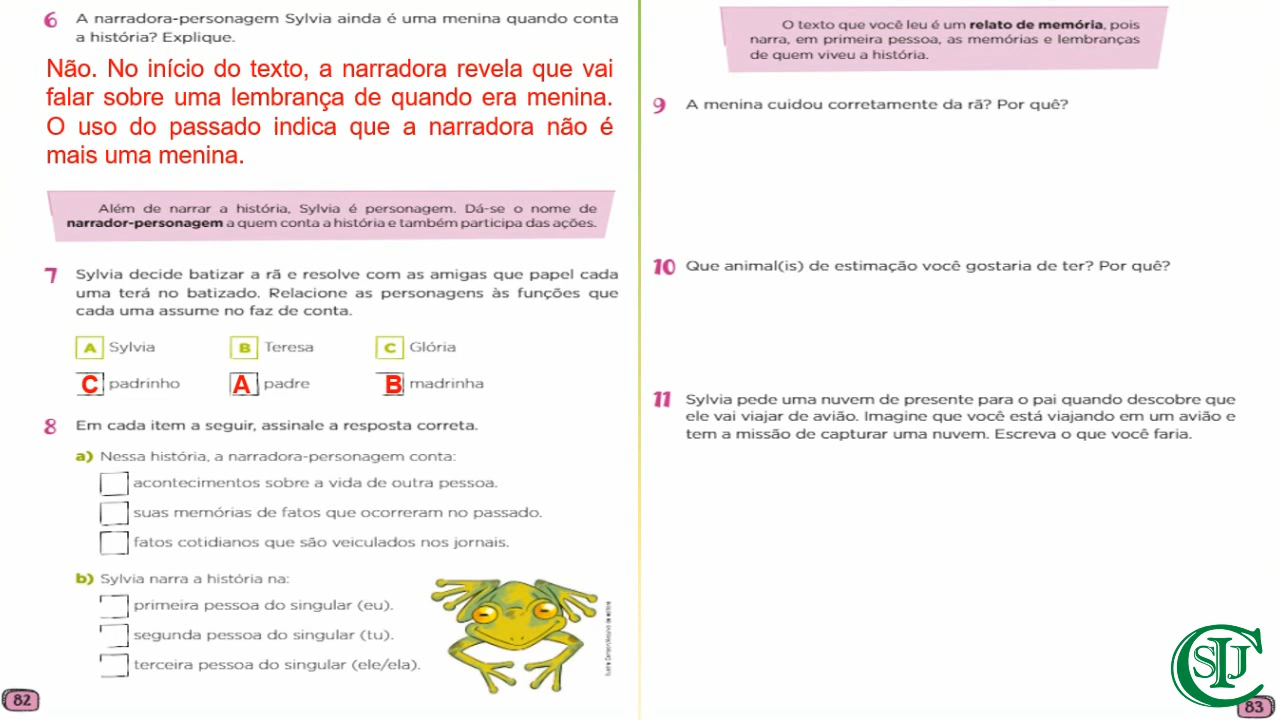 6 A narradora-personagem Sylvia ainda é uma menina quando conta
a história? Explique.
Não. No início do texto, a narradora revela que vai
falar sobre uma lembrança de quando era menina.
O uso do passado indica que a narradora não é
mais uma menina.
Além de narrar a história, Sylvia é personagem. Dá-se o nome de
narrador-personagem a quem conta a história e também participa das ações.
7 Sylvia decide batizar a rã e resolve com as amigas que papel cada
uma terá no batizado. Relacione as personagens às funções que
cada uma assume no faz de conta.
A Sylvia B Teresa C Glória
C padrinho A padre B madrinha
8 Em cada item a seguir, assinale a resposta correta.
a) Nessa história, a narradora-personagem conta:
acontecimentos sobre a vida de outra pessoa.
suas memórias de fatos que ocorreram no passado.
fatos cotidianos que são veiculados nos jornais.
b) Sylvia narra a história na:
primeira pessoa do singular (eu).
segunda pessoa do singular (tu).
terceira pessoa do singular (ele/ela).
82
O texto que você leu é um relato de memória, pois
narra, em primeira pessoa, as memórias e lembranças
de quem viveu a história.
9 A menina cuidou corretamente da rã? Por quê?
10 Que animal(is) de estimação você gostaria de ter? Por quê?
11 Sylvia pede uma nuvem de presente para o pai quando descobre que
ele vai viajar de avião. Imagine que você está viajando em um avião e
tem a missão de capturar uma nuvem. Escreva o que você faria.
CSIJ
83